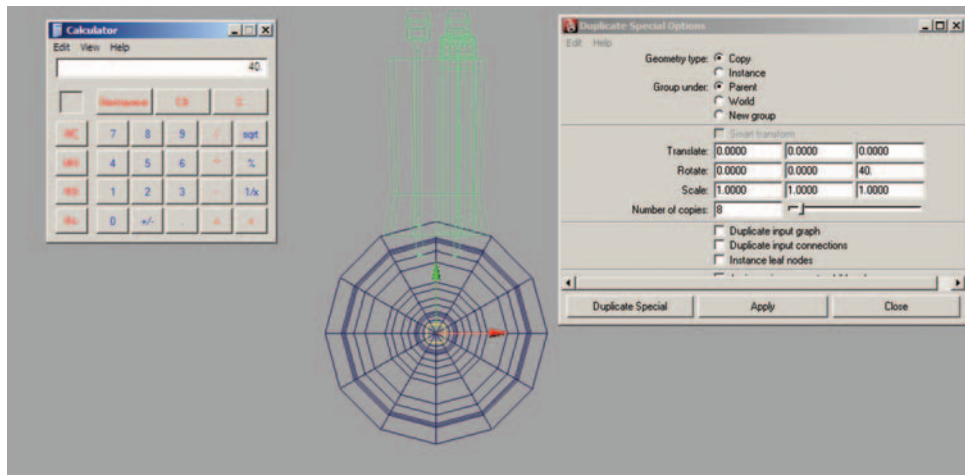 Calculator
Edit View Help
40.
Backspace CE C
MC 7 8 9 / sqrt
MR 4 5 6 * %
MS 1 2 3 - 1/x
M+ 0 +/- . + =
Duplicate Special Options
Edit Help
Geometry type: Copy
Instance
Group under: Parent
World
New group
Smart transform
Translate: 0.0000 0.0000 0.0000
Rotate: 0.0000 0.0000 40.
Scale: 1.0000 1.0000 1.0000
Number of copies: 8
Duplicate input graph
Duplicate input connections
Instance leaf nodes
Duplicate Special Apply Close